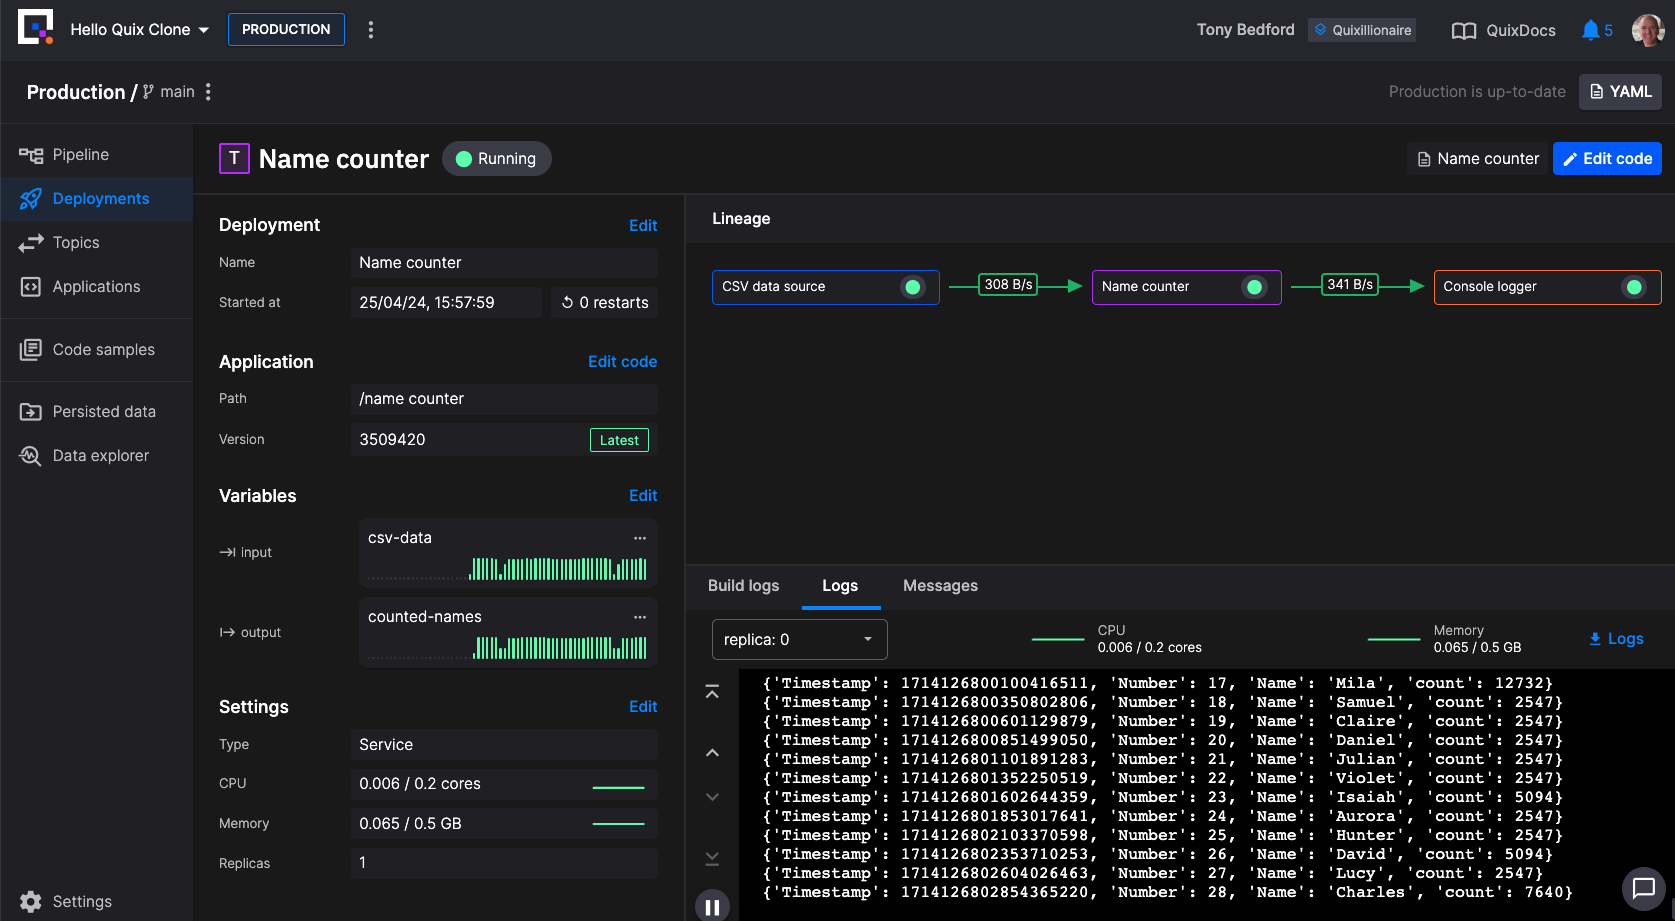 Hello Quix Clone
PRODUCTION
Tony Bedford
Quixillionaire
QuixDocs
5
Production / main
Production is up-to-date
YAML
Pipeline
Deployments
Topics
Applications
Code samples
Persisted data
Data explorer
Settings
T Name counter
Running
Name counter
Edit code
Deployment
Edit
Name
Name counter
Started at
25/04/24, 15:57:59
0 restarts
Application
Edit code
Path
/name counter
Version
3509420
Latest
Variables
Edit
input
csv-data
output
counted-names
Settings
Edit
Type
Service
CPU
0.006 / 0.2 cores
Memory
0.065 / 0.5 GB
Replicas
1
Lineage
CSV data source
308 B/s
Name counter
341 B/s
Console logger
Build logs
Logs
Messages
replica: 0
CPU
0.006 / 0.2 cores
Memory
0.065 / 0.5 GB
Logs
{'Timestamp': 1714126800100416511, 'Number': 17, 'Name': 'Mila', 'count': 12732}
{'Timestamp': 1714126800350802806, 'Number': 18, 'Name': 'Samuel', 'count': 2547}
{'Timestamp': 1714126800601129879, 'Number': 19, 'Name': 'Claire', 'count': 2547}
{'Timestamp': 1714126800851499050, 'Number': 20, 'Name': 'Daniel', 'count': 2547}
{'Timestamp': 1714126801101891283, 'Number': 21, 'Name': 'Julian', 'count': 2547}
{'Timestamp': 1714126801352250519, 'Number': 22, 'Name': 'Violet', 'count': 2547}
{'Timestamp': 1714126801602644359, 'Number': 23, 'Name': 'Isaiah', 'count': 5094}
{'Timestamp': 1714126801853017641, 'Number': 24, 'Name': 'Aurora', 'count': 2547}
{'Timestamp': 1714126802103370598, 'Number': 25, 'Name': 'Hunter', 'count': 2547}
{'Timestamp': 1714126802353710253, 'Number': 26, 'Name': 'David', 'count': 5094}
{'Timestamp': 1714126802604026463, 'Number': 27, 'Name': 'Lucy', 'count': 2547}
{'Timestamp': 1714126802854365220, 'Number': 28, 'Name': 'Charles', 'count': 7640}